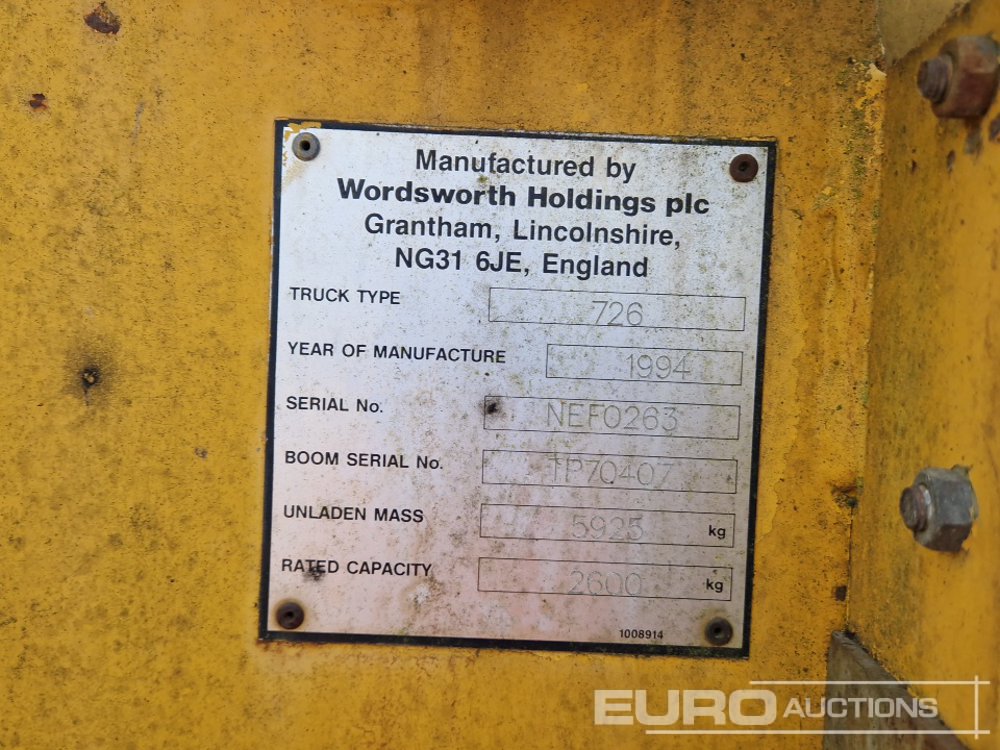 Manufactured by
Wordsworth Holdings plc
Grantham, Lincolnshire,
NG31 6JE, England
TRUCK TYPE 726
YEAR OF MANUFACTURE 1994
SERIAL No. NEF0263
BOOM SERIAL No. TP70407
UNLADEN MASS 5925 kg
RATED CAPACITY 2600 kg
1008914
EURO AUCTIONS